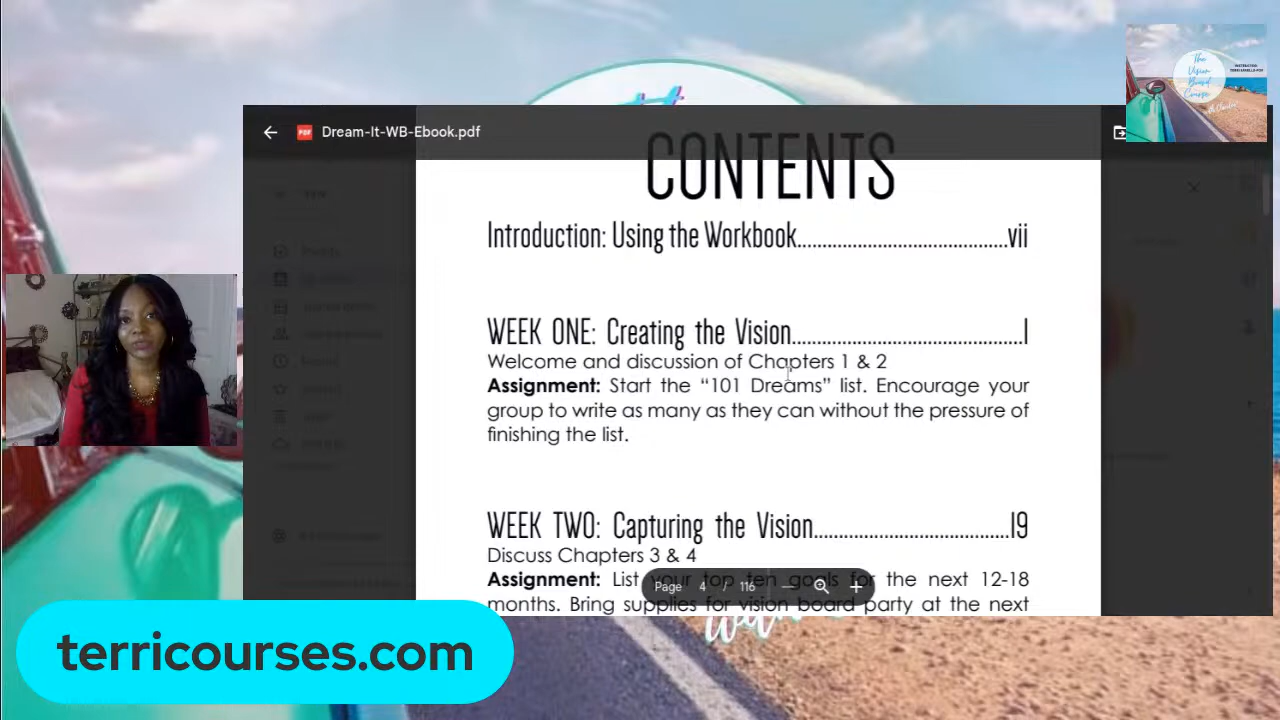 Dream-It-WB-Ebook.pdf
CONTENTS
Introduction: Using the Workbook..........................................vii
WEEK ONE: Creating the Vision..............................................1
Welcome and discussion of Chapters 1 & 2
Assignment: Start the “101 Dreams” list. Encourage your
group to write as many as they can without the pressure of
finishing the list.
WEEK TWO: Capturing the Vision.......................................19
Discuss Chapters 3 & 4
Assignment: List your top ten goals for the next 12-18
months. Bring supplies for vision board party at the next
Page 4 / 116
The
Vision
Board
Course
terricourses.com